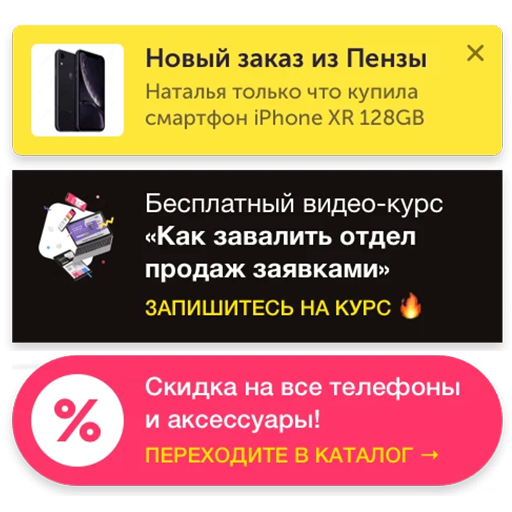 Новый заказ из Пензы
Наталья только что купила
смартфон iPhone XR 128GB
Бесплатный видео-курс
«Как завалить отдел
продаж заявками»
ЗАПИШИТЕСЬ НА КУРС 🔥
%
Скидка на все телефоны
и аксессуары!
ПЕРЕХОДИТЕ В КАТАЛОГ →